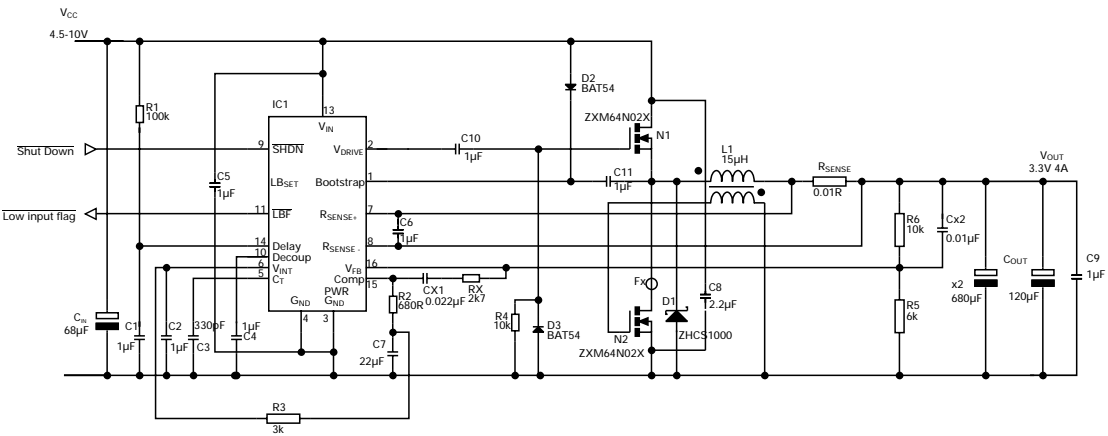 VCC
4.5-10V
D2
BAT54
R1
100k
IC1
13
VIN
ZXM64N02X
N1
Shut Down
9
SHDN
VDRIVE
2
C10
1µF
L1
15µH
RSENSE
0.01R
VOUT
3.3V 4A
C5
1µF
LBSET
Bootstrap
1
C11
1µF
Low input flag
11
LBF
RSENSE+
7
C6
1µF
R6
10k
Cx2
0.01µF
14
Delay
RSENSE -
8
10
Decoup
6
VINT
VFB
16
5
CT
Comp
15
CX1
0.022µF
RX
2k7
Fx
C8
2.2µF
COUT
x2
680µF
120µF
C9
1µF
PWR
GND
GND
4
3
R2
680R
R4
10k
D3
BAT54
D1
ZHCS1000
N2
ZXM64N02X
R5
6k
CIN
68µF
C1
1µF
C2
1µF
330pF
C3
1µF
C4
C7
22µF
R3
3k